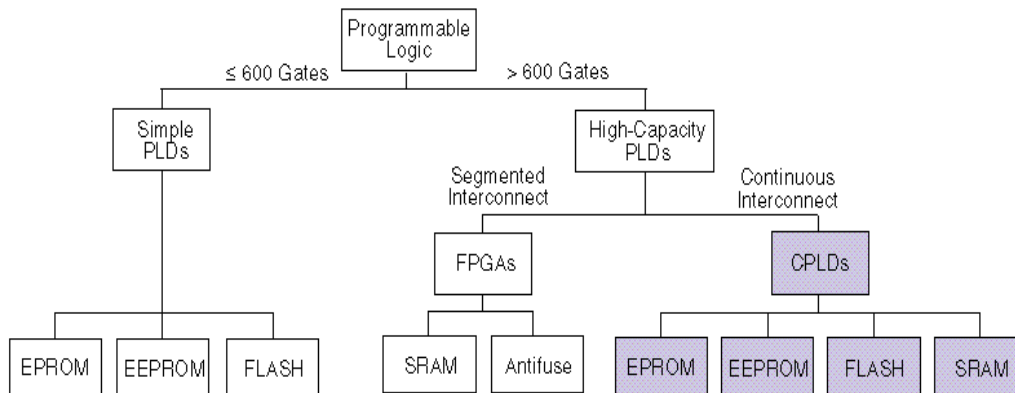 Programmable
Logic
≤ 600 Gates
> 600 Gates
Simple
PLDs
High-Capacity
PLDs
Segmented
Interconnect
Continuous
Interconnect
FPGAs
CPLDs
EPROM
EEPROM
FLASH
SRAM
Antifuse
EPROM
EEPROM
FLASH
SRAM